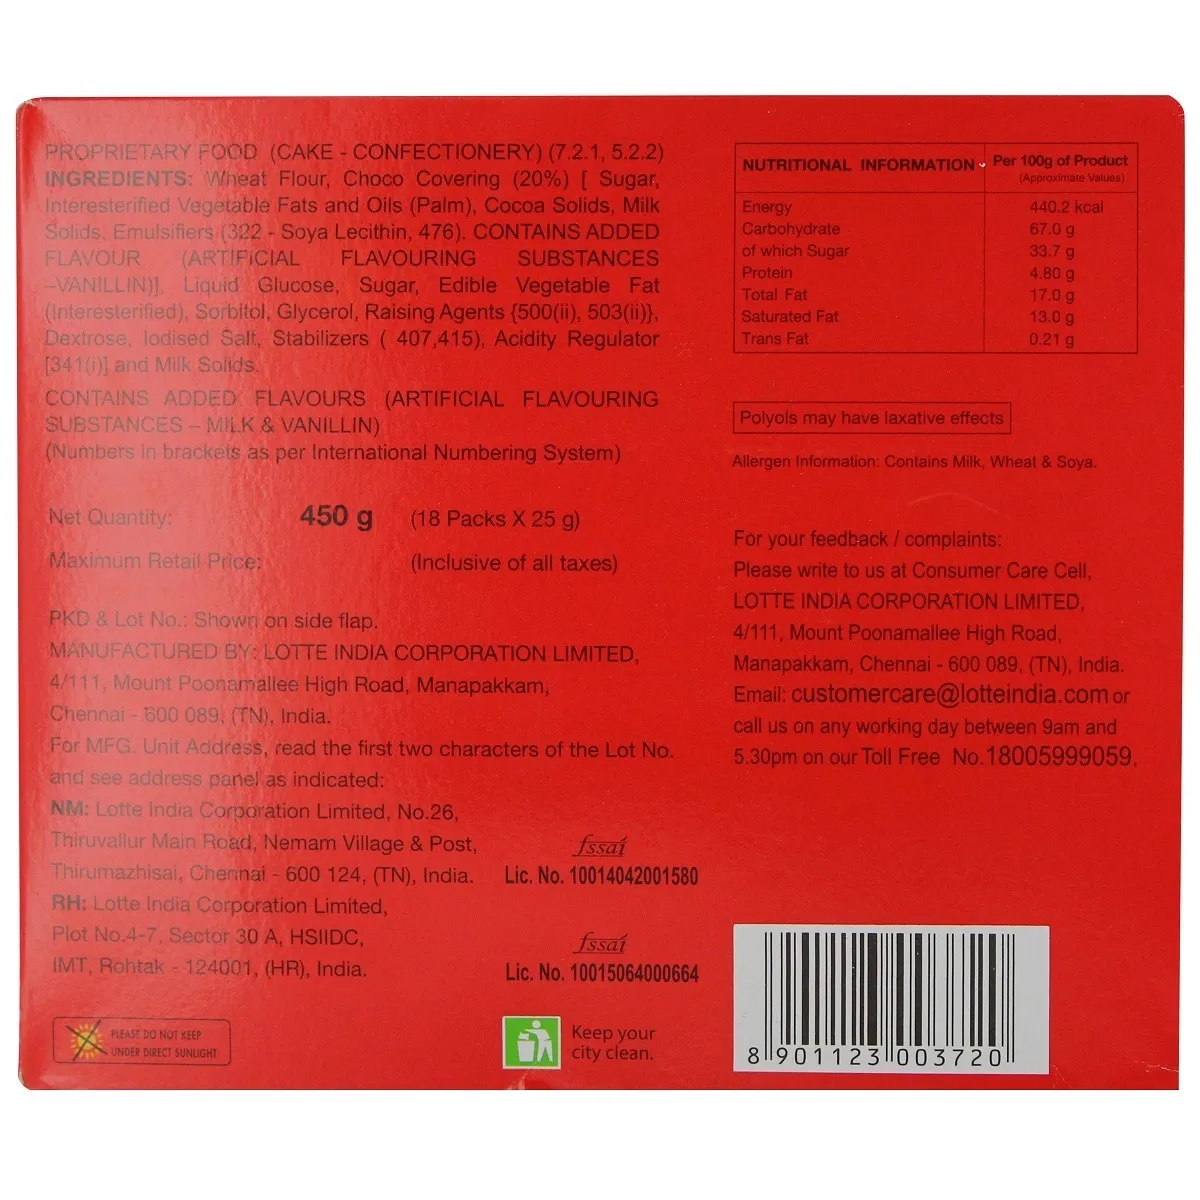 PROPRIETARY FOOD (CAKE - CONFECTIONERY) (7.2.1, 5.2.2)
INGREDIENTS: Wheat Flour, Choco Covering (20%) [ Sugar,
Interesterified Vegetable Fats and Oils (Palm), Cocoa Solids, Milk
Solids, Emulsifiers (322 - Soya Lecithin, 476). CONTAINS ADDED
FLAVOUR (ARTIFICIAL FLAVOURING SUBSTANCES
–VANILLIN)], Liquid Glucose, Sugar, Edible Vegetable Fat
(Interesterified), Sorbitol, Glycerol, Raising Agents {500(ii), 503(ii)},
Dextrose, Iodised Salt, Stabilizers ( 407,415), Acidity Regulator
[341(i)] and Milk Solids.
CONTAINS ADDED FLAVOURS (ARTIFICIAL FLAVOURING
SUBSTANCES – MILK & VANILLIN)
(Numbers in brackets as per International Numbering System)
Net Quantity: 450 g (18 Packs X 25 g)
Maximum Retail Price: (Inclusive of all taxes)
PKD & Lot No.: Shown on side flap.
MANUFACTURED BY: LOTTE INDIA CORPORATION LIMITED,
4/111, Mount Poonamallee High Road, Manapakkam,
Chennai - 600 089, (TN), India.
For MFG. Unit Address, read the first two characters of the Lot No.
and see address panel as indicated:
NM: Lotte India Corporation Limited, No.26,
Thiruvallur Main Road, Nemam Village & Post,
Thirumazhisai, Chennai - 600 124, (TN), India.
RH: Lotte India Corporation Limited,
Plot No.4-7, Sector 30 A, HSIIDC,
IMT, Rohtak - 124001, (HR), India.
fssai
Lic. No. 10014042001580
fssai
Lic. No. 10015064000664
PLEASE DO NOT KEEP
UNDER DIRECT SUNLIGHT
Keep your
city clean.
NUTRITIONAL INFORMATION Per 100g of Product
(Approximate Values)
Energy 440.2 kcal
Carbohydrate 67.0 g
of which Sugar 33.7 g
Protein 4.80 g
Total Fat 17.0 g
Saturated Fat 13.0 g
Trans Fat 0.21 g
Polyols may have laxative effects
Allergen Information: Contains Milk, Wheat & Soya.
For your feedback / complaints:
Please write to us at Consumer Care Cell,
LOTTE INDIA CORPORATION LIMITED,
4/111, Mount Poonamallee High Road,
Manapakkam, Chennai - 600 089, (TN), India.
Email: customercare@lotteindia.com or
call us on any working day between 9am and
5.30pm on our Toll Free No.18005999059.
8 901123 003720